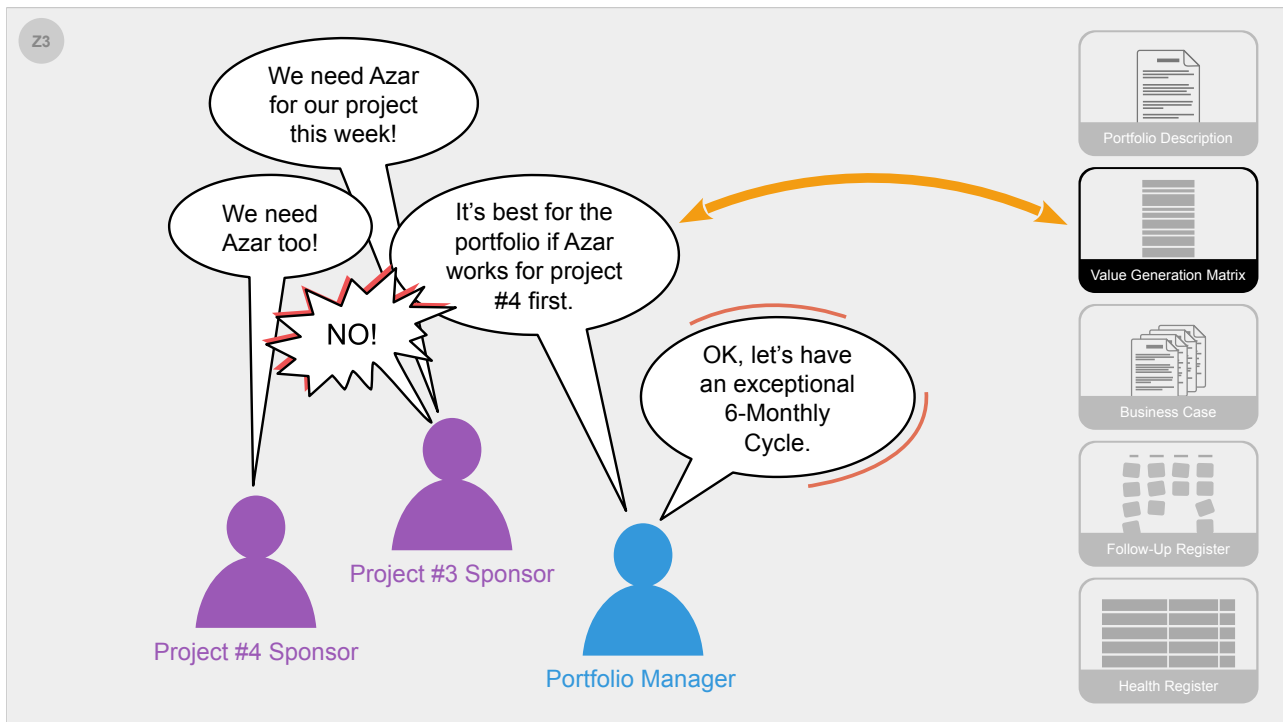 Z3
We need Azar
for our project
this week!
We need
Azar too!
It's best for the
portfolio if Azar
works for project
#4 first.
NO!
OK, let's have
an exceptional
6-Monthly
Cycle.
Project #3 Sponsor
Project #4 Sponsor
Portfolio Manager
Portfolio Description
Value Generation Matrix
Business Case
Follow-Up Register
Health Register